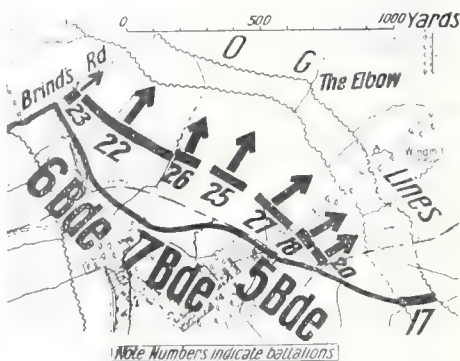 0 500 1000 YARDS
O G
The Elbow
Brind's Rd
Windmill
23
22
26
25
27
18
20
Lines
6 Bde
7 Bde
5 Bde
17
Note Numbers indicate battalions